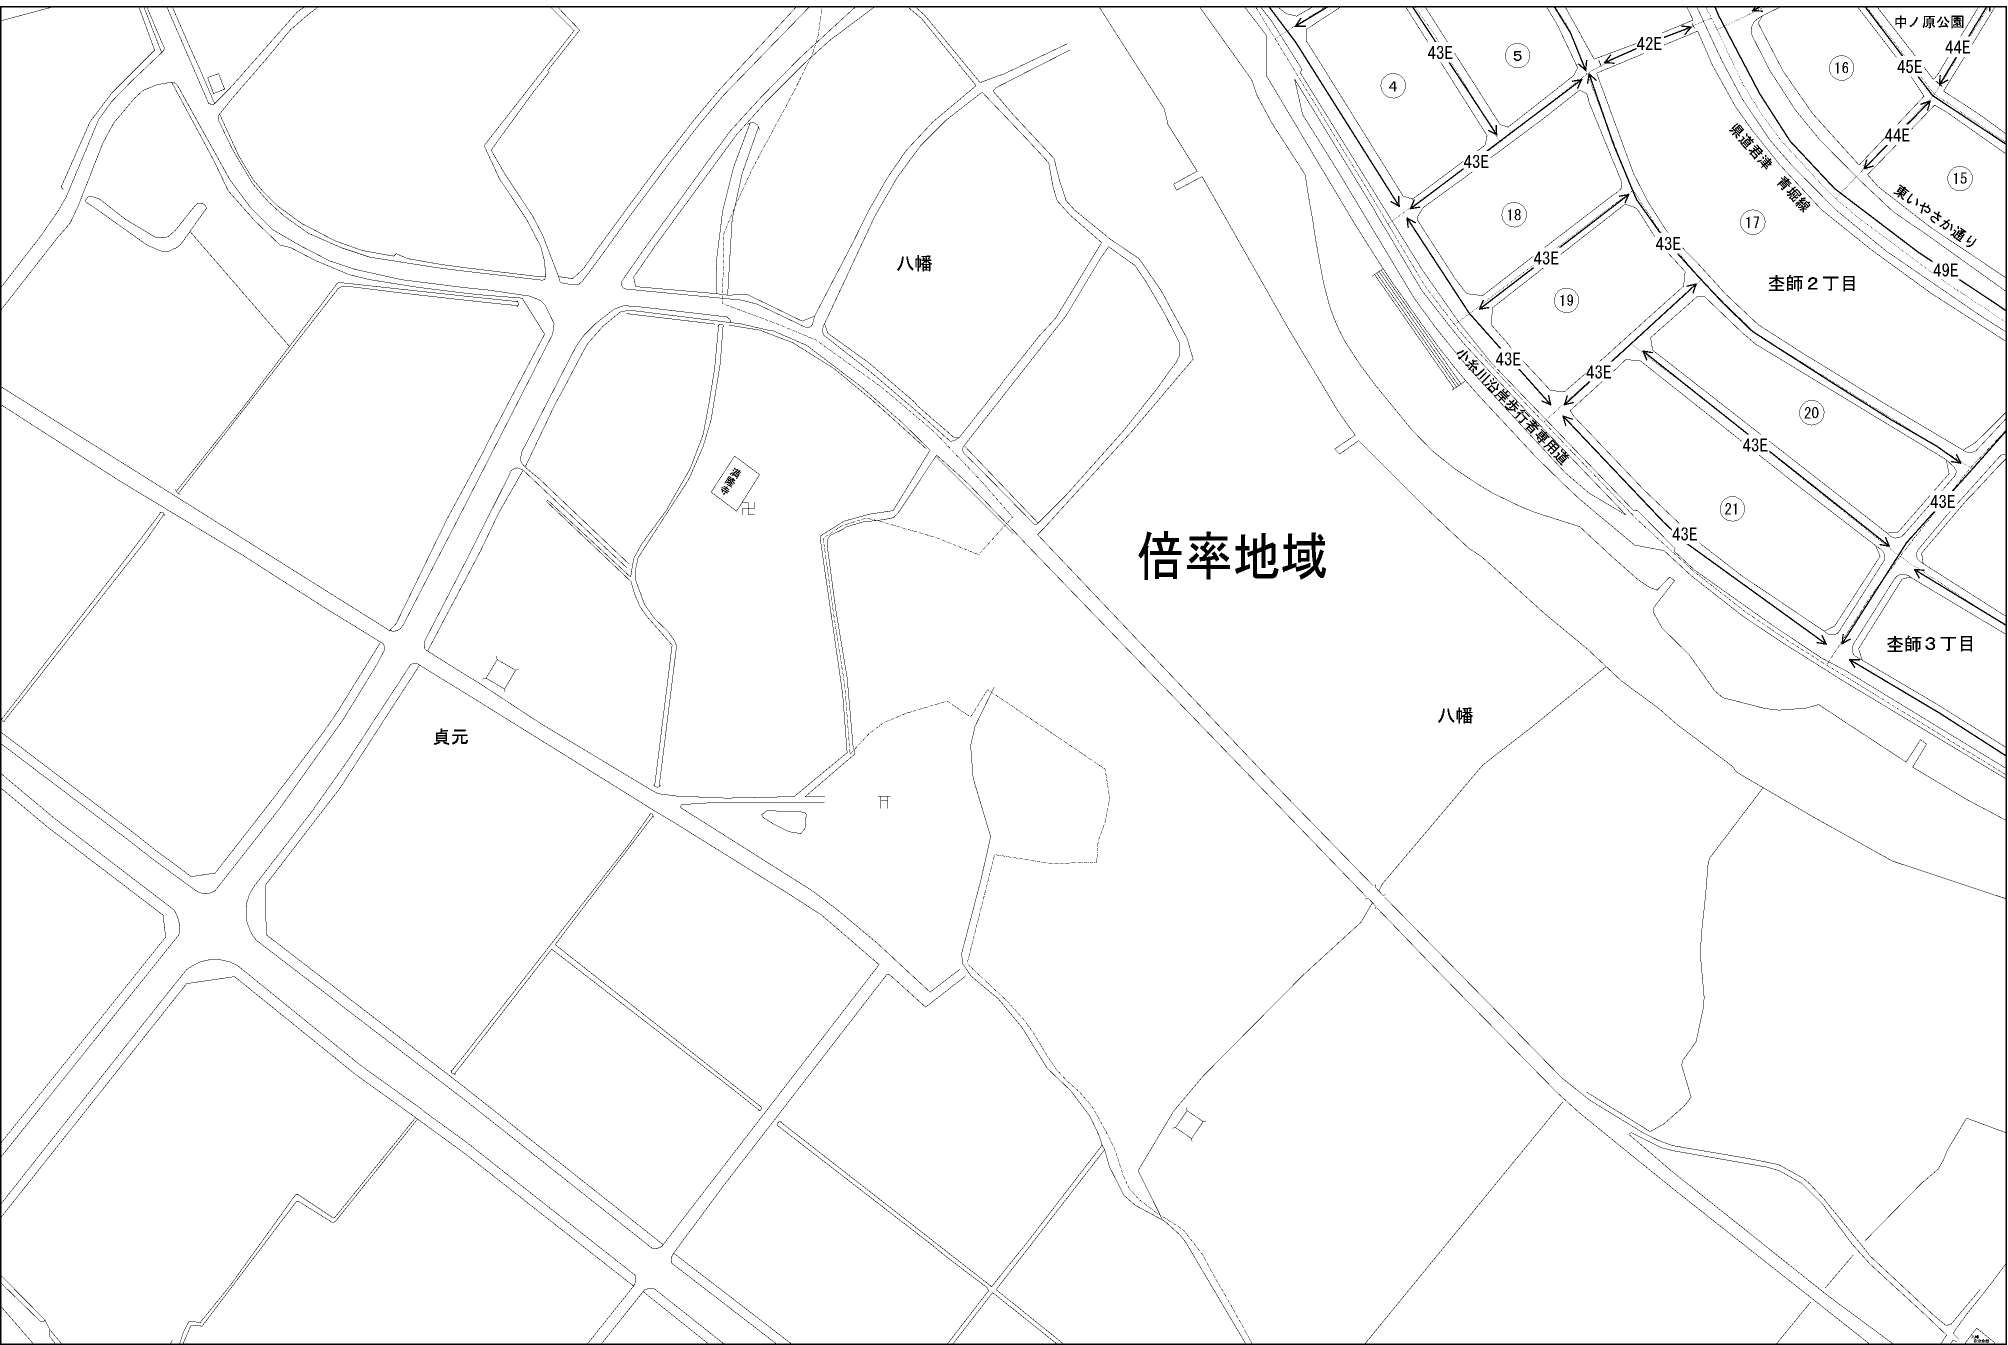 中ノ原公園
44E
45E
42E
43E
⑤
⑯
④
44E
県道君津　青堀線
43E
⑮
東いやさか通り
⑱
⑰
43E
43E
49E
八幡
杢師２丁目
⑲
43E
43E
小糸川沿岸歩行者専用道
⑳
43E
43E
㉑
43E
倍率地域
杢師３丁目
八幡
貞元